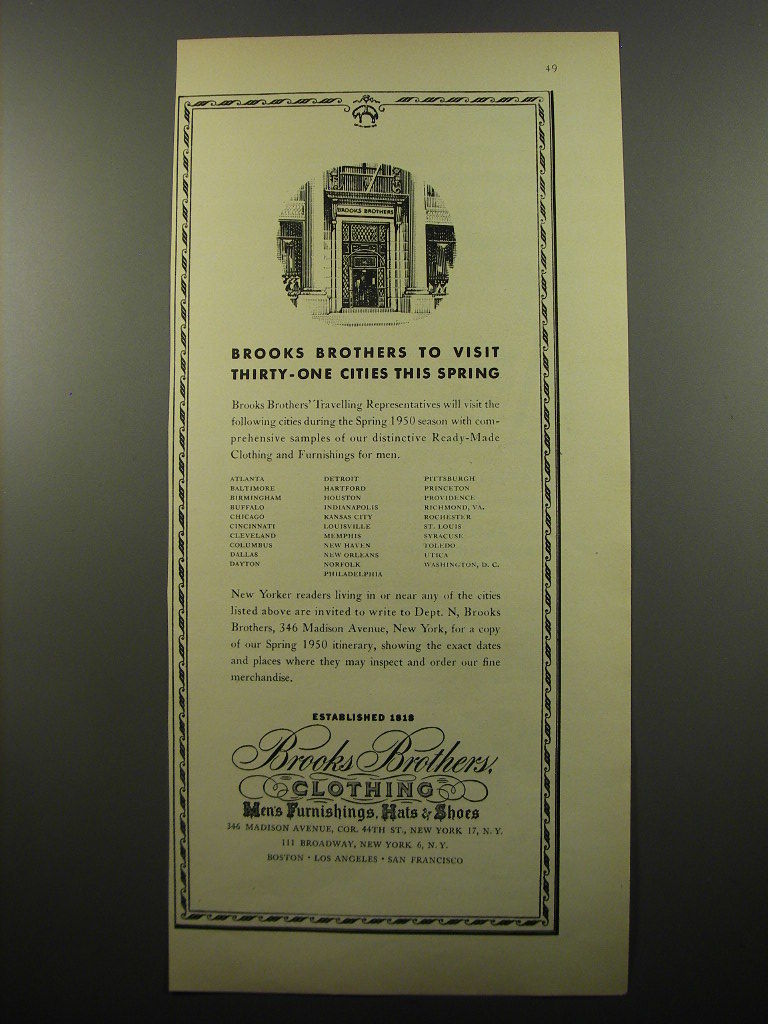 49
BROOKS BROTHERS
BROOKS BROTHERS TO VISIT
THIRTY-ONE CITIES THIS SPRING
Brooks Brothers' Travelling Representatives will visit the
following cities during the Spring 1950 season with com-
prehensive samples of our distinctive Ready-Made
Clothing and Furnishings for men.
ATLANTA DETROIT PITTSBURGH
BALTIMORE HARTFORD PRINCETON
BIRMINGHAM HOUSTON PROVIDENCE
BUFFALO INDIANAPOLIS RICHMOND, VA.
CHICAGO KANSAS CITY ROCHESTER
CINCINNATI LOUISVILLE ST. LOUIS
CLEVELAND MEMPHIS SYRACUSE
COLUMBUS NEW HAVEN TOLEDO
DALLAS NEW ORLEANS UTICA
DAYTON NORFOLK WASHINGTON, D. C.
PHILADELPHIA
New Yorker readers living in or near any of the cities
listed above are invited to write to Dept. N, Brooks
Brothers, 346 Madison Avenue, New York, for a copy
of our Spring 1950 itinerary, showing the exact dates
and places where they may inspect and order our fine
merchandise.
ESTABLISHED 1818
Brooks Brothers,
CLOTHING
Men's Furnishings, Hats & Shoes
346 MADISON AVENUE, COR. 44TH ST., NEW YORK 17, N. Y.
111 BROADWAY, NEW YORK 6, N. Y.
BOSTON • LOS ANGELES • SAN FRANCISCO